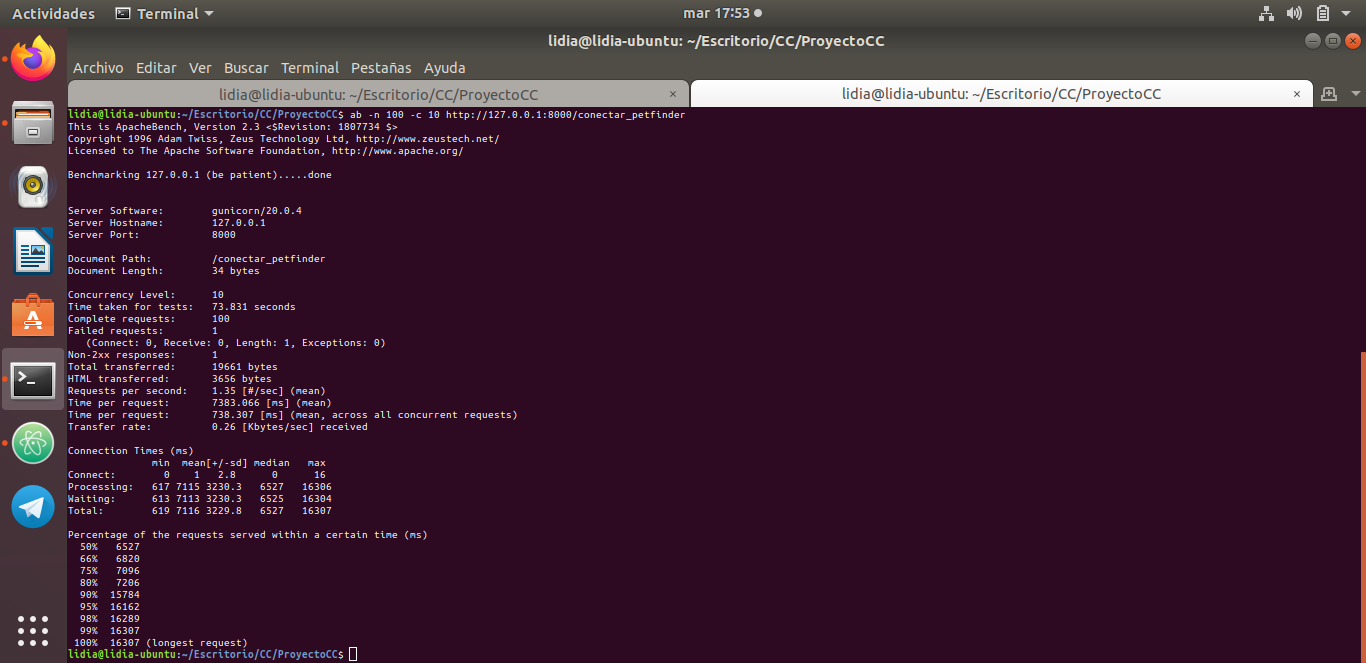 Actividades Terminal mar 17:53
lidia@lidia-ubuntu: ~/Escritorio/CC/ProyectoCC
Archivo Editar Ver Buscar Terminal Pestañas Ayuda
lidia@lidia-ubuntu: ~/Escritorio/CC/ProyectoCC × lidia@lidia-ubuntu: ~/Escritorio/CC/ProyectoCC ×
lidia@lidia-ubuntu:~/Escritorio/CC/ProyectoCC$ ab -n 100 -c 10 http://127.0.0.1:8000/conectar_petfinder
This is ApacheBench, Version 2.3 <$Revision: 1807734 $>
Copyright 1996 Adam Twiss, Zeus Technology Ltd, http://www.zeustech.net/
Licensed to The Apache Software Foundation, http://www.apache.org/
Benchmarking 127.0.0.1 (be patient).....done
Server Software: gunicorn/20.0.4
Server Hostname: 127.0.0.1
Server Port: 8000
Document Path: /conectar_petfinder
Document Length: 34 bytes
Concurrency Level: 10
Time taken for tests: 73.831 seconds
Complete requests: 100
Failed requests: 1
(Connect: 0, Receive: 0, Length: 1, Exceptions: 0)
Non-2xx responses: 1
Total transferred: 19661 bytes
HTML transferred: 3656 bytes
Requests per second: 1.35 [#/sec] (mean)
Time per request: 7383.066 [ms] (mean)
Time per request: 738.307 [ms] (mean, across all concurrent requests)
Transfer rate: 0.26 [Kbytes/sec] received
Connection Times (ms)
min mean[+/-sd] median max
Connect: 0 1 2.8 0 16
Processing: 617 7115 3230.3 6527 16306
Waiting: 613 7113 3230.3 6525 16304
Total: 619 7116 3229.8 6527 16307
Percentage of the requests served within a certain time (ms)
50% 6527
66% 6820
75% 7096
80% 7206
90% 15784
95% 16162
98% 16289
99% 16307
100% 16307 (longest request)
lidia@lidia-ubuntu:~/Escritorio/CC/ProyectoCC$